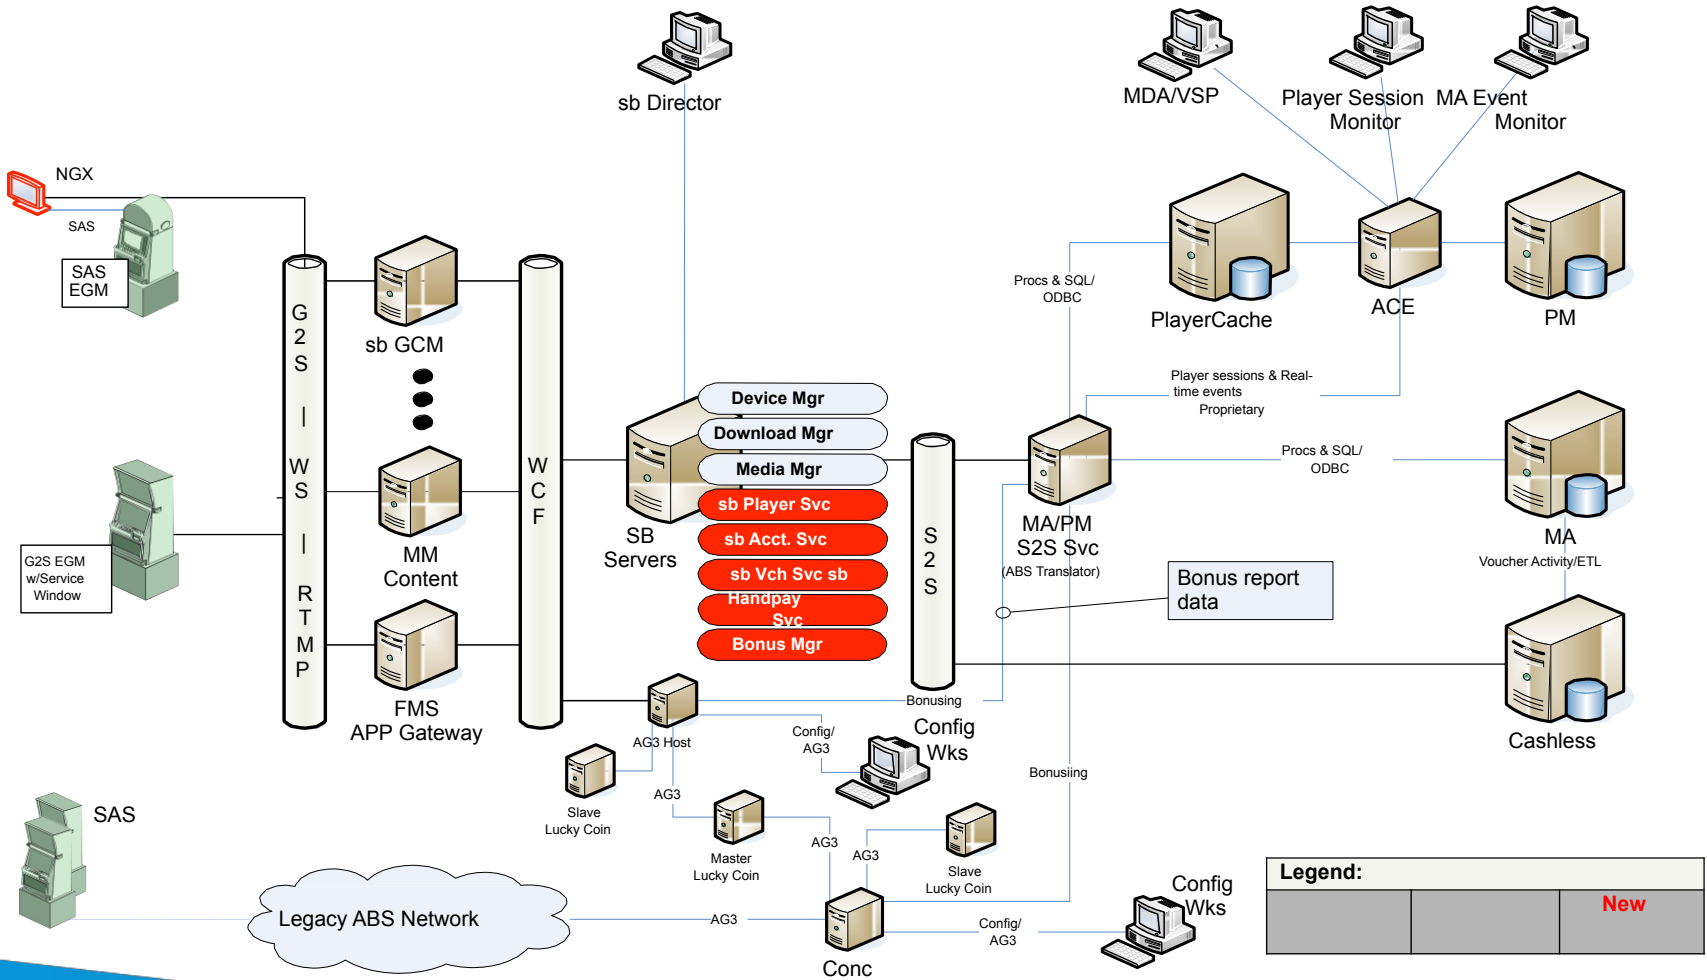 sb Director
MDA/VSP
Player Session
Monitor
MA Event
Monitor
NGX
SAS
SAS
EGM
G2S | WS | RTMP
sb GCM
WCF
Procs & SQL/
ODBC
PlayerCache
ACE
PM
Player sessions & Real-
time events
Proprietary
Device Mgr
Download Mgr
Media Mgr
sb Player Svc
sb Acct. Svc
sb Vch Svc sb
Handpay
Svc
Bonus Mgr
SB
Servers
S2S
MA/PM
S2S Svc
(ABS Translator)
Procs & SQL/
ODBC
MA
Voucher Activity/ETL
Bonus report
data
G2S EGM
w/Service
Window
MM
Content
FMS
APP Gateway
Bonusing
AG3 Host
Config/
AG3
Config
Wks
Cashless
Bonusiing
Slave
Lucky Coin
AG3
Master
Lucky Coin
AG3
AG3
Slave
Lucky Coin
SAS
Legacy ABS Network
AG3
Conc
Config/
AG3
Config
Wks
Legend:
New